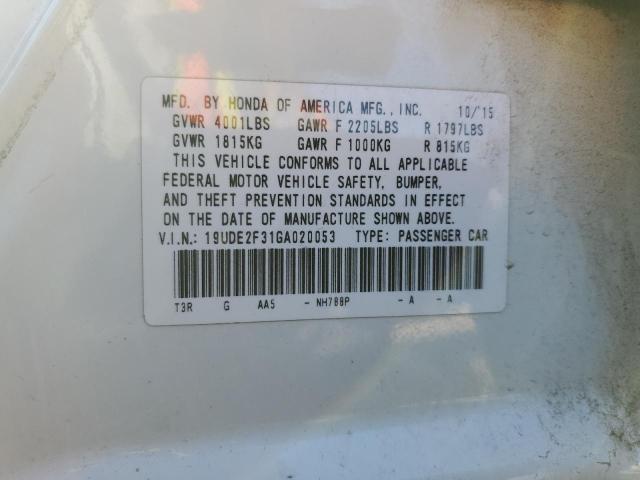 MFD. BY HONDA OF AMERICA MFG., INC. 10/'15
GVWR 4001LBS GAWR F 2205LBS R 1797LBS
GVWR 1815KG GAWR F 1000KG R 815KG
THIS VEHICLE CONFORMS TO ALL APPLICABLE
FEDERAL MOTOR VEHICLE SAFETY, BUMPER,
AND THEFT PREVENTION STANDARDS IN EFFECT
ON THE DATE OF MANUFACTURE SHOWN ABOVE.
V.I.N.: 19UDE2F31GA020053 TYPE: PASSENGER CAR
T3R G AA5 - NH788P - A - A